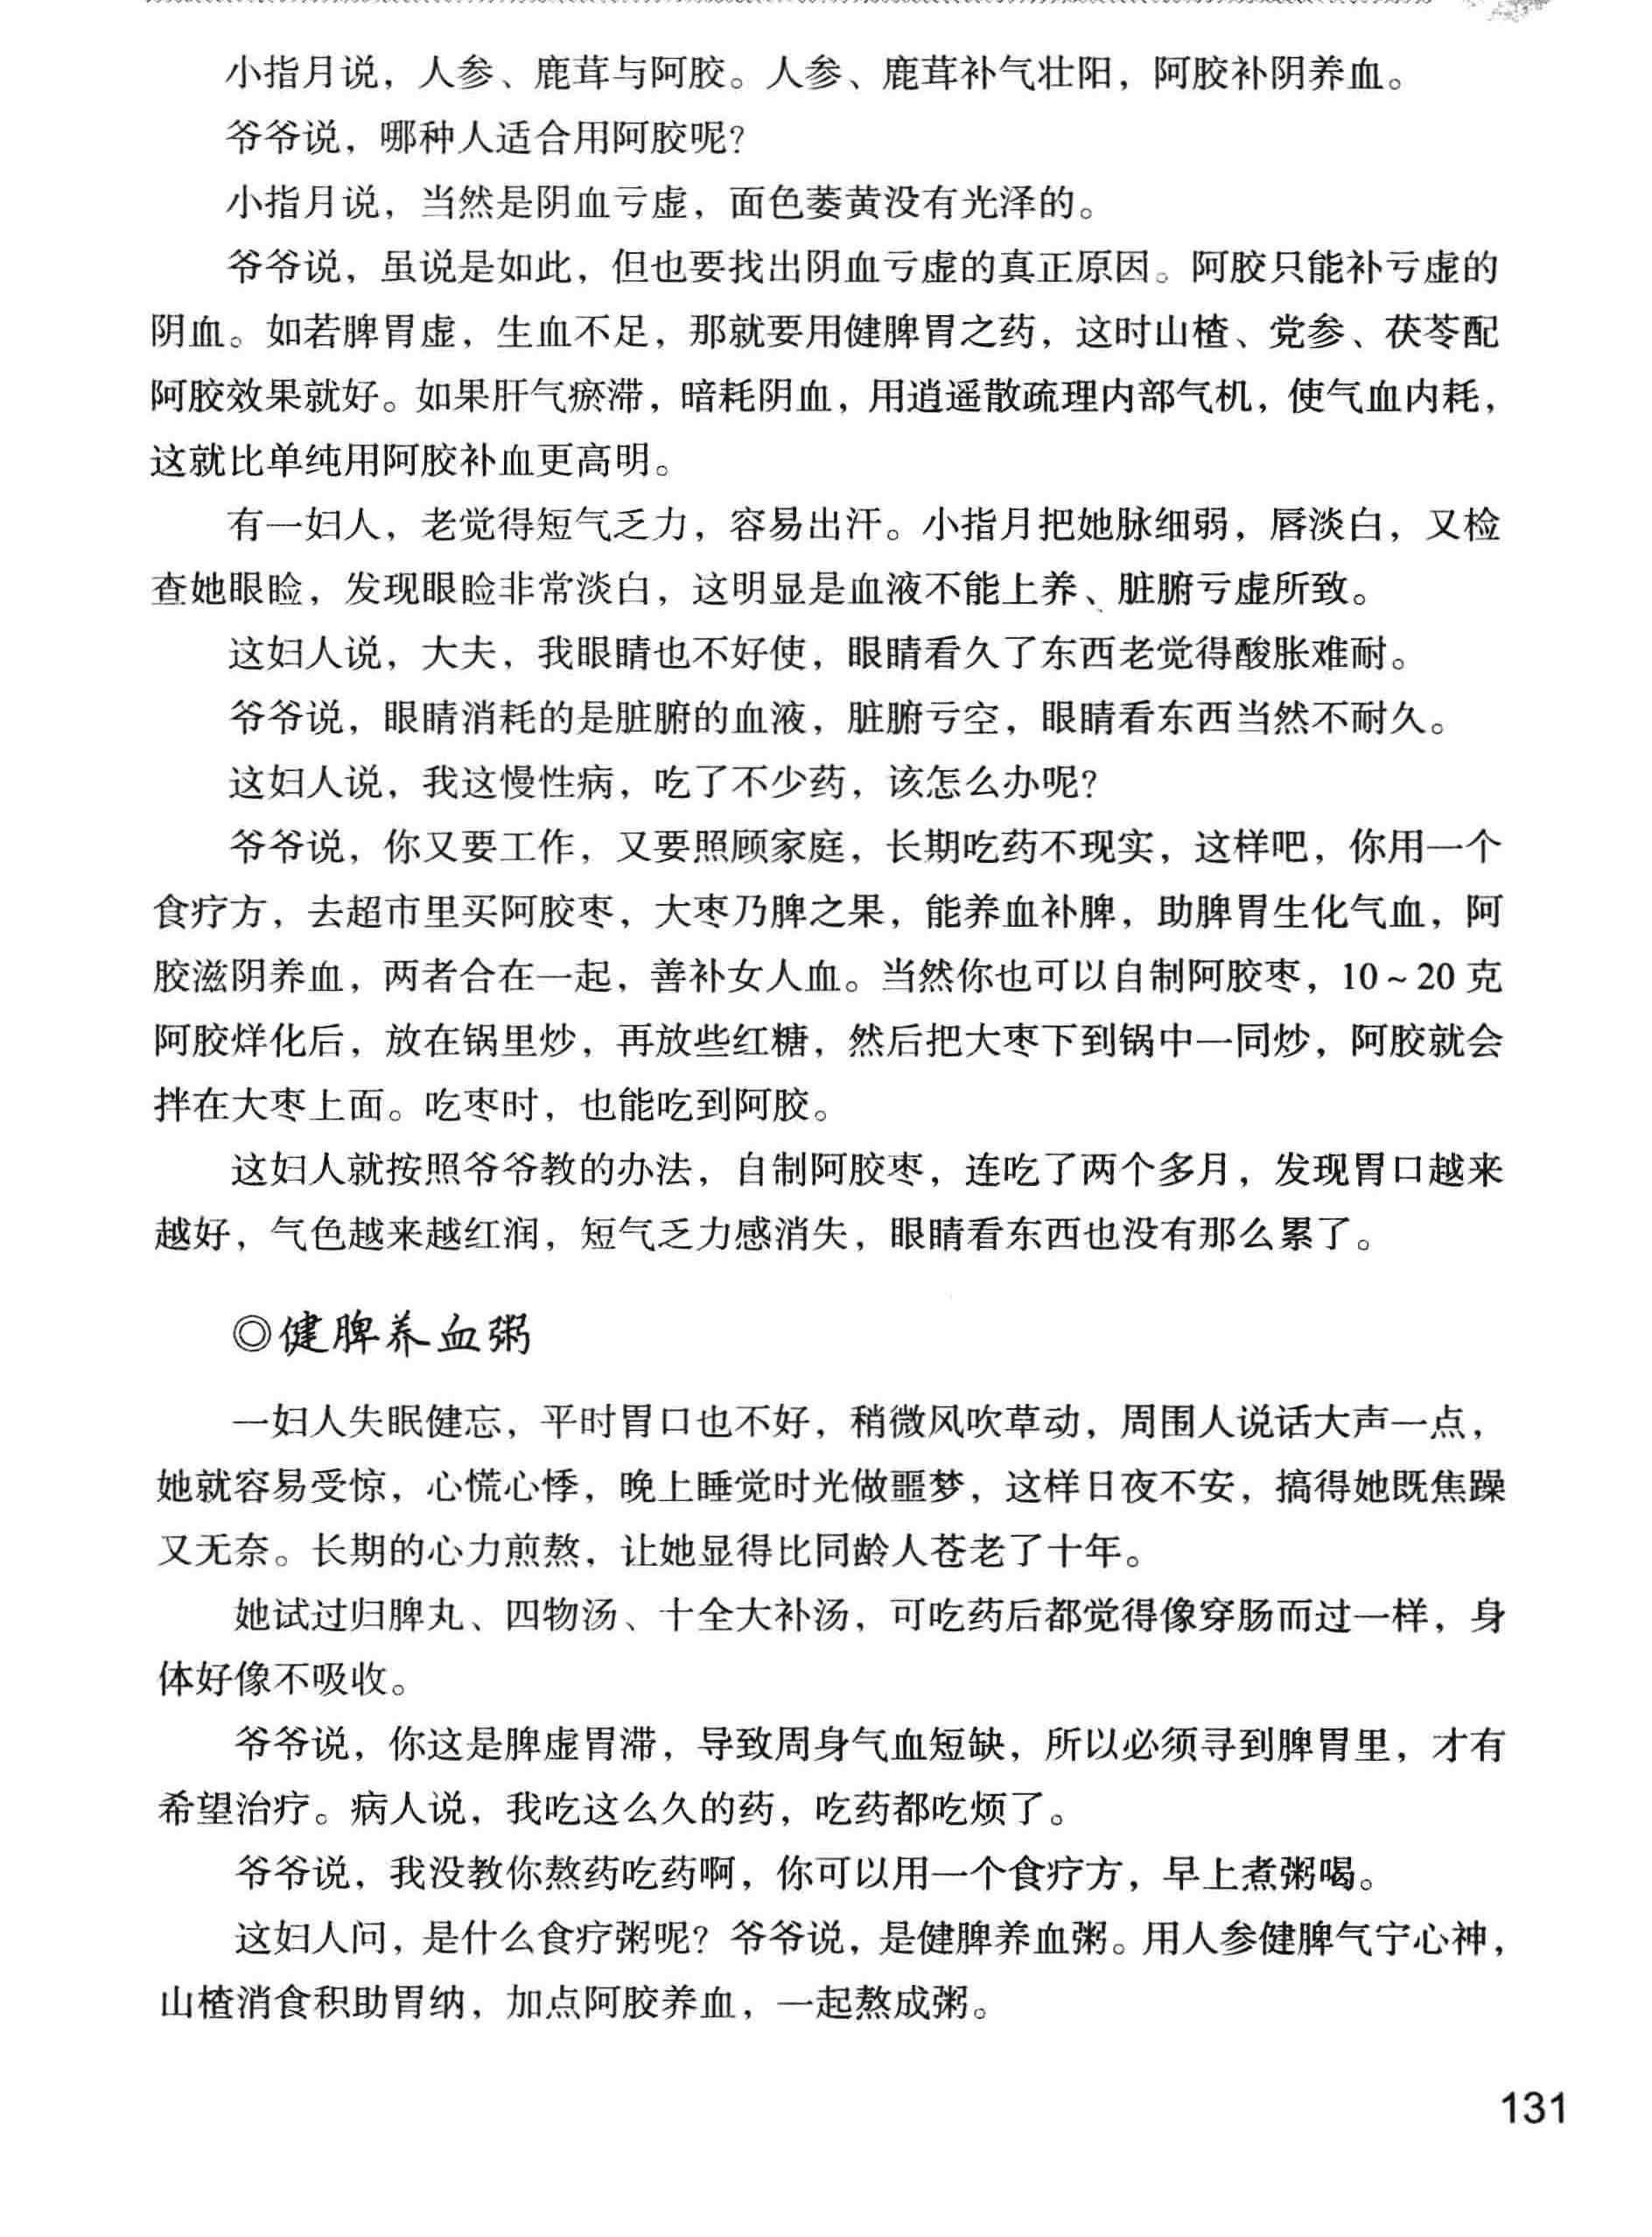 小指月说，人参、鹿茸与阿胶。人参、鹿茸补气壮阳，阿胶补阴养血。
爷爷说，哪种人适合用阿胶呢？
小指月说，当然是阴血亏虚，面色萎黄没有光泽的。
爷爷说，虽说是如此，但也要找出阴血亏虚的真正原因。阿胶只能补亏虚的
阴血。如若脾胃虚，生血不足，那就要用健脾胃之药，这时山楂、党参、茯苓配
阿胶效果就好。如果肝气瘀滞，暗耗阴血，用逍遥散疏理内部气机，使气血内耗，
这就比单纯用阿胶补血更高明。
有一妇人，老觉得短气乏力，容易出汗。小指月把她脉细弱，唇淡白，又检
查她眼睑，发现眼睑非常淡白，这明显是血液不能上养、脏腑亏虚所致。
这妇人说，大夫，我眼睛也不好使，眼睛看久了东西老觉得酸胀难耐。
爷爷说，眼睛消耗的是脏腑的血液，脏腑亏空，眼睛看东西当然不耐久。
这妇人说，我这慢性病，吃了不少药，该怎么办呢？
爷爷说，你又要工作，又要照顾家庭，长期吃药不现实，这样吧，你用一个
食疗方，去超市里买阿胶枣，大枣乃脾之果，能养血补脾，助脾胃生化气血，阿
胶滋阴养血，两者合在一起，善补女人血。当然你也可以自制阿胶枣，10～20 克
阿胶烊化后，放在锅里炒，再放些红糖，然后把大枣下到锅中一同炒，阿胶就会
拌在大枣上面。吃枣时，也能吃到阿胶。
这妇人就按照爷爷教的办法，自制阿胶枣，连吃了两个多月，发现胃口越来
越好，气色越来越红润，短气乏力感消失，眼睛看东西也没有那么累了。
◎健脾养血粥
一妇人失眠健忘，平时胃口也不好，稍微风吹草动，周围人说话大声一点，
她就容易受惊，心慌心悸，晚上睡觉时光做噩梦，这样日夜不安，搞得她既焦躁
又无奈。长期的心力煎熬，让她显得比同龄人苍老了十年。
她试过归脾丸、四物汤、十全大补汤，可吃药后都觉得像穿肠而过一样，身
体好像不吸收。
爷爷说，你这是脾虚胃滞，导致周身气血短缺，所以必须寻到脾胃里，才有
希望治疗。病人说，我吃这么久的药，吃药都吃烦了。
爷爷说，我没教你熬药吃药啊，你可以用一个食疗方，早上煮粥喝。
这妇人问，是什么食疗粥呢？爷爷说，是健脾养血粥。用人参健脾气宁心神，
山楂消食积助胃纳，加点阿胶养血，一起熬成粥。
131